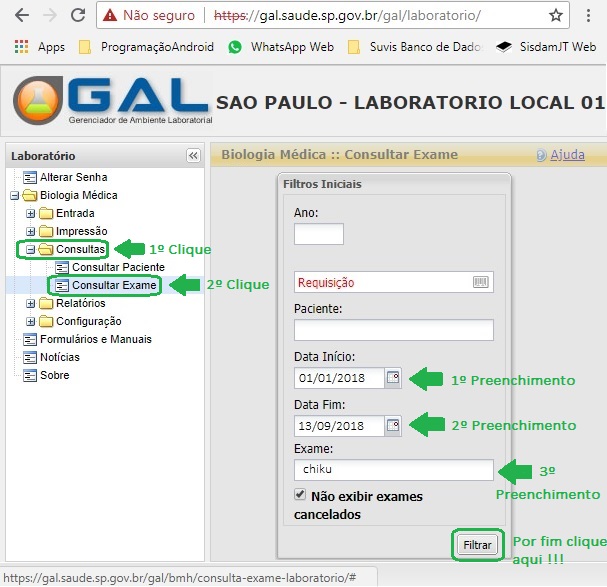 Não seguro https://gal.saude.sp.gov.br/gal/laboratorio/
Apps ProgramaçãoAndroid WhatsApp Web Suvis Banco de Dado SisdamJT Web
GAL SAO PAULO - LABORATORIO LOCAL 01
Gerenciador de Ambiente Laboratorial
Laboratório
Alterar Senha
Biologia Médica
Entrada
Impressão
Consultas 1º Clique
Consultar Paciente
Consultar Exame 2º Clique
Relatórios
Configuração
Formulários e Manuais
Notícias
Sobre
Biologia Médica :: Consultar Exame Ajuda
Filtros Iniciais
Ano:
Requisição
Paciente:
Data Início:
01/01/2018 1º Preenchimento
Data Fim:
13/09/2018 2º Preenchimento
Exame:
chiku 3º
Preenchimento
Não exibir exames
cancelados
Filtrar Por fim clique
aqui !!!
https://gal.saude.sp.gov.br/gal/bmh/consulta-exame-laboratorio/#